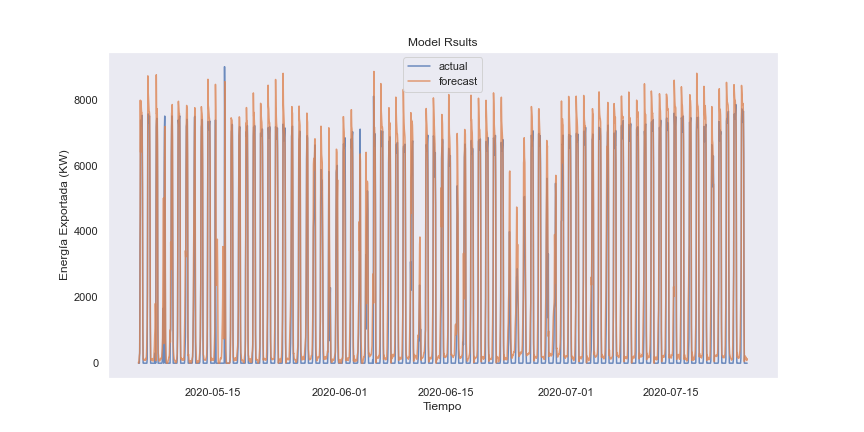 Model Rsults
actual
forecast
Energía Exportada (KW)
8000
6000
4000
2000
0
2020-05-15 2020-06-01 2020-06-15 2020-07-01 2020-07-15
Tiempo